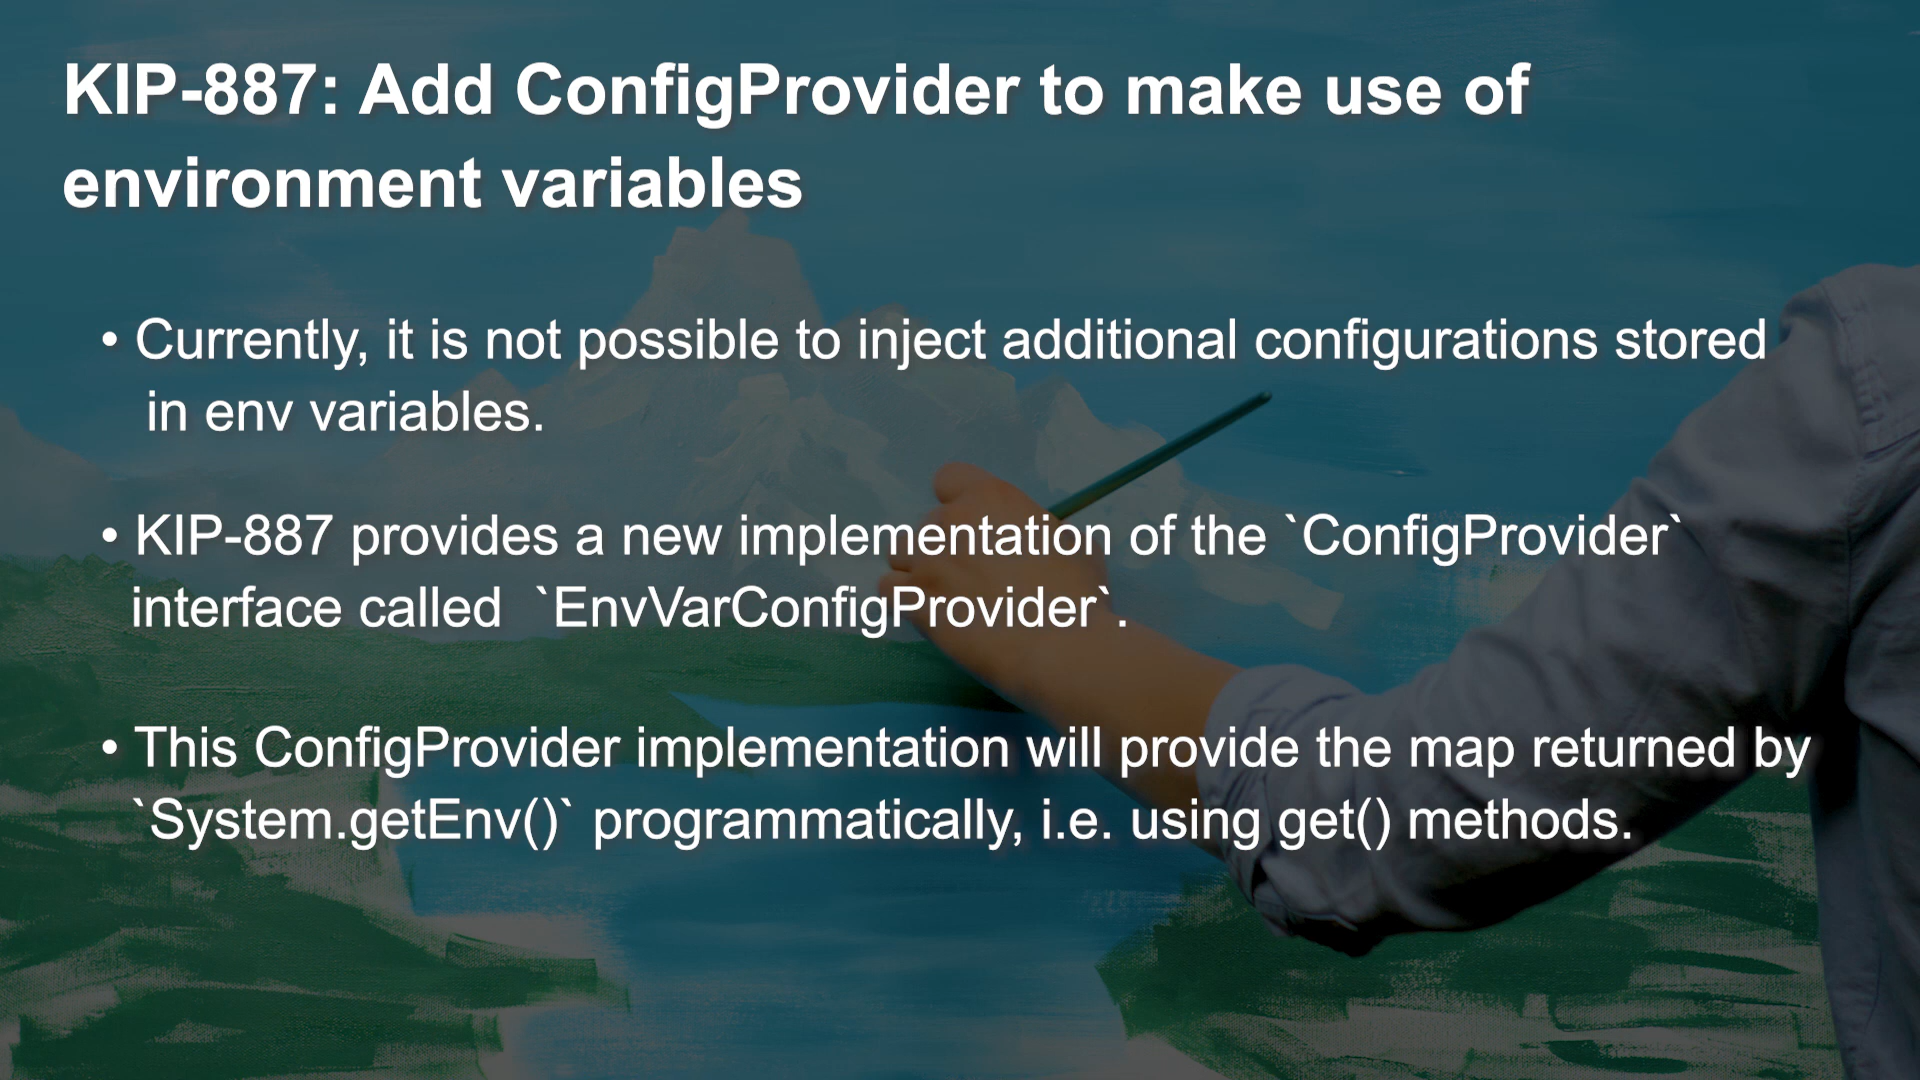 KIP-887: Add ConfigProvider to make use of
environment variables
• Currently, it is not possible to inject additional configurations stored
in env variables.
• KIP-887 provides a new implementation of the `ConfigProvider`
interface called  `EnvVarConfigProvider`.
• This ConfigProvider implementation will provide the map returned by
`System.getEnv()` programmatically, i.e. using get() methods.